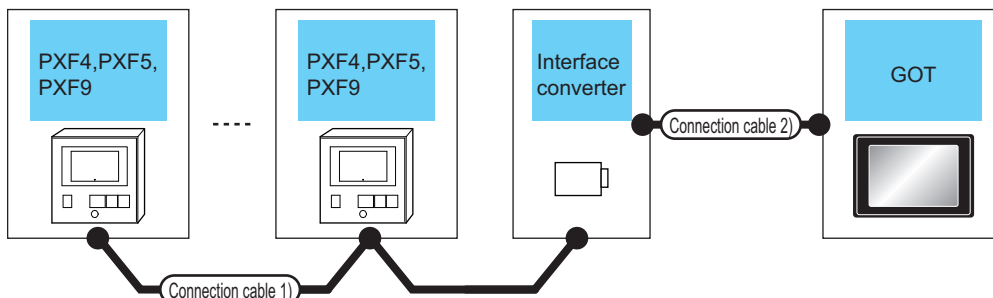 PXF4,PXF5,
PXF9
PXF4,PXF5,
PXF9
Interface
converter
GOT
Connection cable 2)
Connection cable 1)